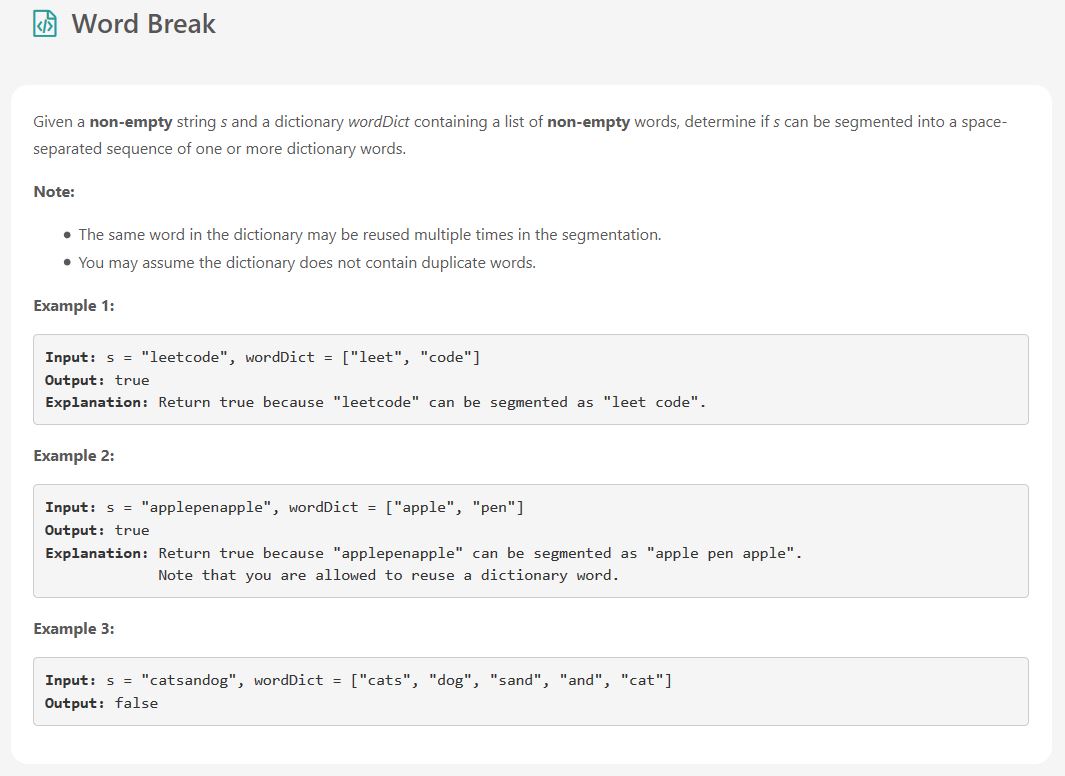 Word Break
Given a non-empty string s and a dictionary wordDict containing a list of non-empty words, determine if s can be segmented into a space-
separated sequence of one or more dictionary words.
Note:
• The same word in the dictionary may be reused multiple times in the segmentation.
• You may assume the dictionary does not contain duplicate words.
Example 1:
Input: s = "leetcode", wordDict = ["leet", "code"]
Output: true
Explanation: Return true because "leetcode" can be segmented as "leet code".
Example 2:
Input: s = "applepenapple", wordDict = ["apple", "pen"]
Output: true
Explanation: Return true because "applepenapple" can be segmented as "apple pen apple".
Note that you are allowed to reuse a dictionary word.
Example 3:
Input: s = "catsandog", wordDict = ["cats", "dog", "sand", "and", "cat"]
Output: false